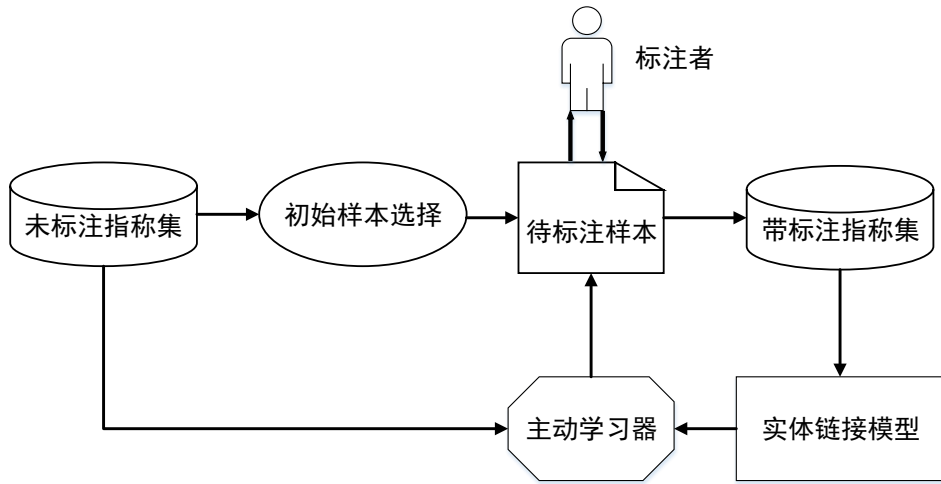 标注者
未标注指称集
初始样本选择
待标注样本
带标注指称集
主动学习器
实体链接模型